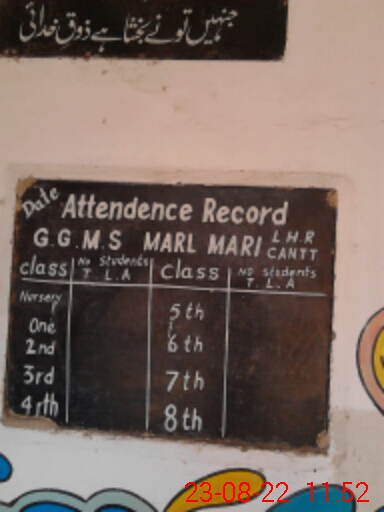 جنہیں تو نے بخشا ہے ذوقِ خدائی
Date Attendence Record
G.G.M.S MARL MARI L.H.R CANTT
class No Students T. L. A Class No Students T. L. A
Nursery 5th
One 6th
2nd 7th
3rd 8th
4rth
23-08-22 11:52